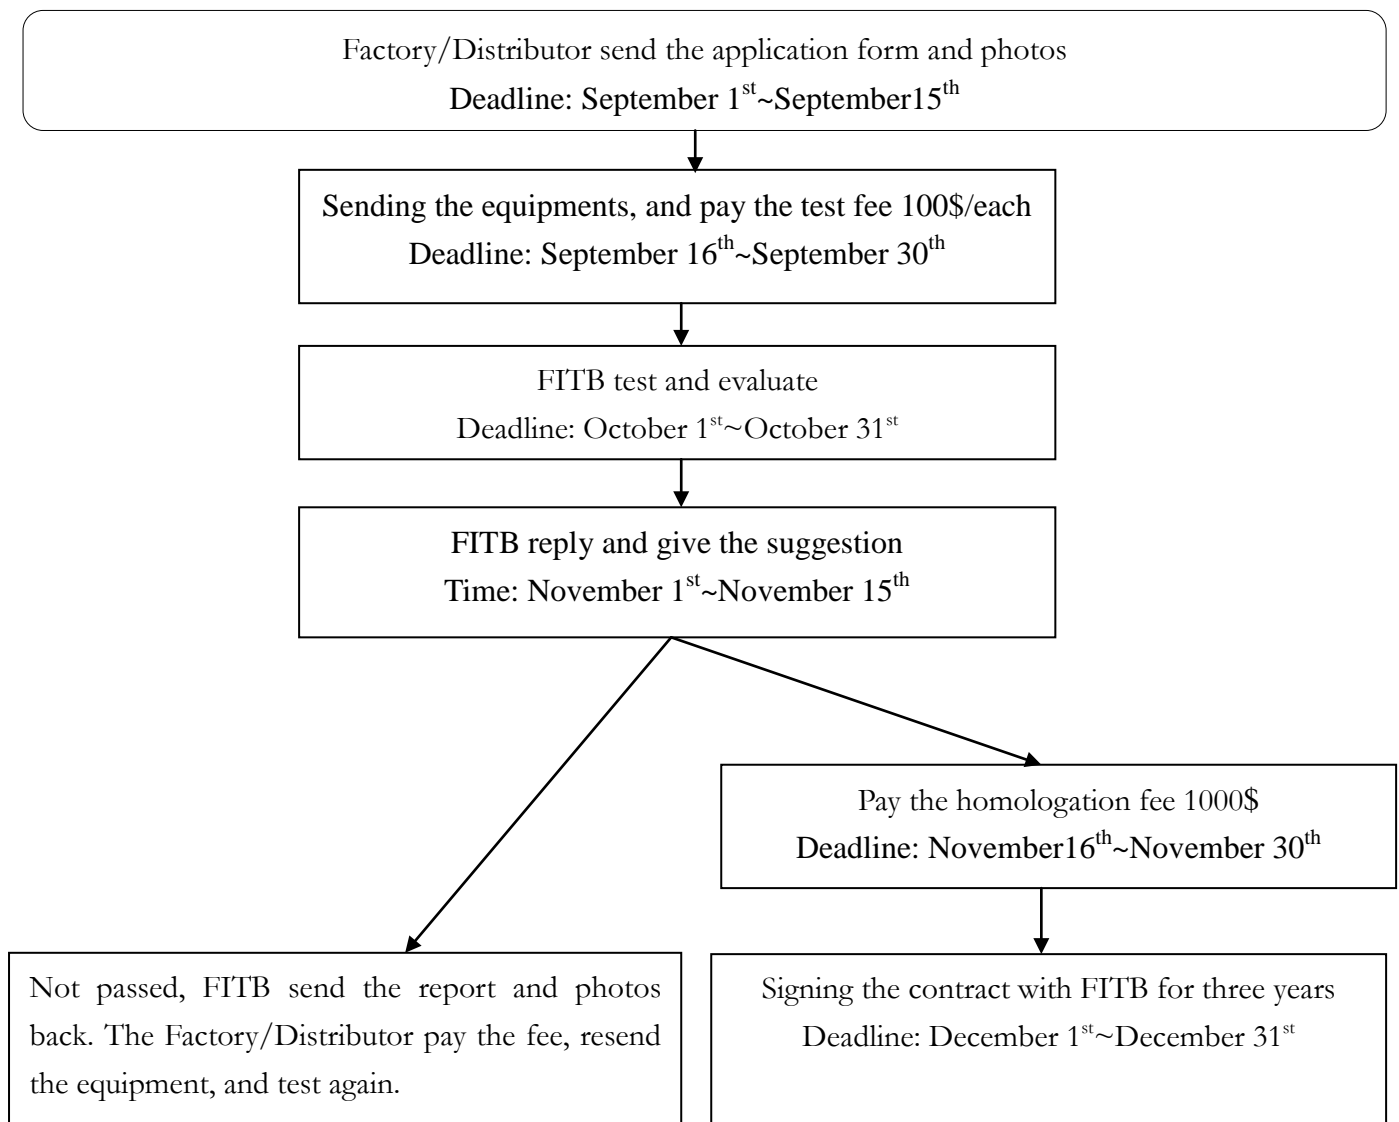 Factory/Distributor send the application form and photos
Deadline: September 1st~September15th
Sending the equipments, and pay the test fee 100$/each
Deadline: September 16th~September 30th
FITB test and evaluate
Deadline: October 1st~October 31st
FITB reply and give the suggestion
Time: November 1st~November 15th
Pay the homologation fee 1000$
Deadline: November16th~November 30th
Not passed, FITB send the report and photos
back. The Factory/Distributor pay the fee, resend
the equipment, and test again.
Signing the contract with FITB for three years
Deadline: December 1st~December 31st